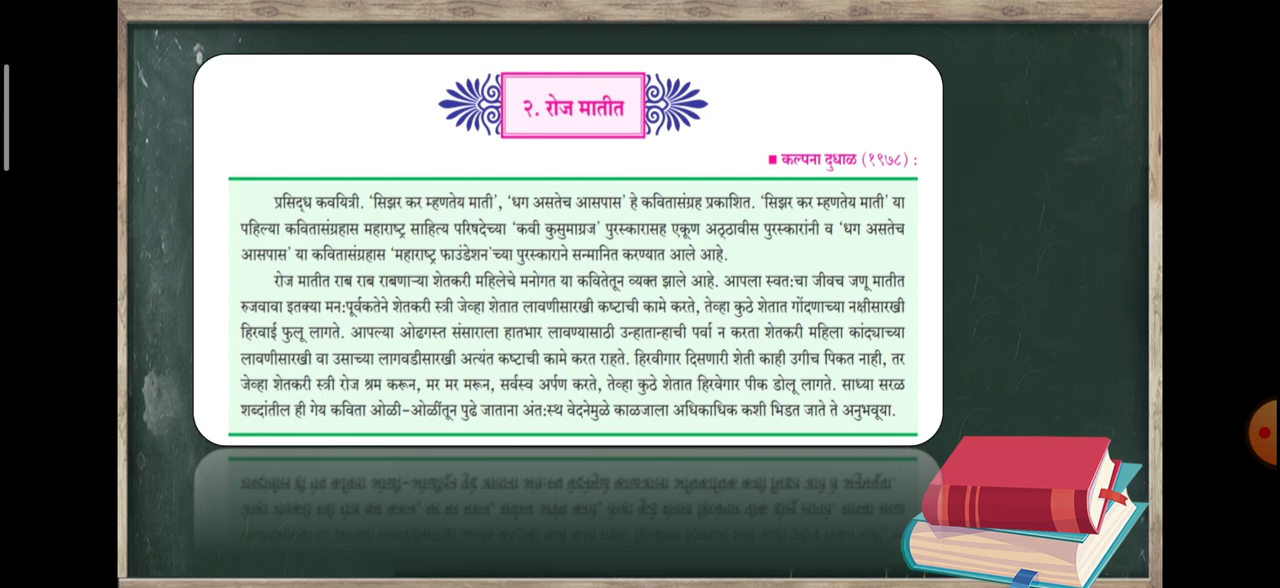 २. रोज मातीत
■ कल्पना दुधाळ (१९७८) :
प्रसिद्ध कवयित्री. ‘सिझर कर म्हणतेय माती’, ‘धग असतेच आसपास’ हे कवितासंग्रह प्रकाशित. ‘सिझर कर म्हणतेय माती’ या
पहिल्या कवितासंग्रहास महाराष्ट्र साहित्य परिषदेच्या ‘कवी कुसुमाग्रज’ पुरस्कारासह एकूण अठ्ठावीस पुरस्कारांनी व ‘धग असतेच
आसपास’ या कवितासंग्रहास ‘महाराष्ट्र फाउंडेशन’च्या पुरस्काराने सन्मानित करण्यात आले आहे.
रोज मातीत राब राब राबणाऱ्या शेतकरी महिलेचे मनोगत या कवितेतून व्यक्त झाले आहे. आपला स्वतःचा जीवच जणू मातीत
रुजवावा इतक्या मनःपूर्वकतेने शेतकरी स्त्री जेव्हा शेतात लावणीसारखी कष्टाची कामे करते, तेव्हा कुठे शेतात गोंदणाच्या नक्षीसारखी
हिरवाई फुलू लागते. आपल्या ओढगस्त संसाराला हातभार लावण्यासाठी उन्हातान्हाची पर्वा न करता शेतकरी महिला कांद्याच्या
लावणीसारखी वा उसाच्या लागवडीसारखी अत्यंत कष्टाची कामे करत राहते. हिरवीगार दिसणारी शेती काही उगीच पिकत नाही, तर
जेव्हा शेतकरी स्त्री रोज श्रम करून, मर मर मरून, सर्वस्व अर्पण करते, तेव्हा कुठे शेतात हिरवेगार पीक डोलू लागते. साध्या सरळ
शब्दांतील ही गेय कविता ओळी-ओळींतून पुढे जाताना अंतःस्थ वेदनेमुळे काळजाला अधिकाधिक कशी भिडत जाते ते अनुभवूया.